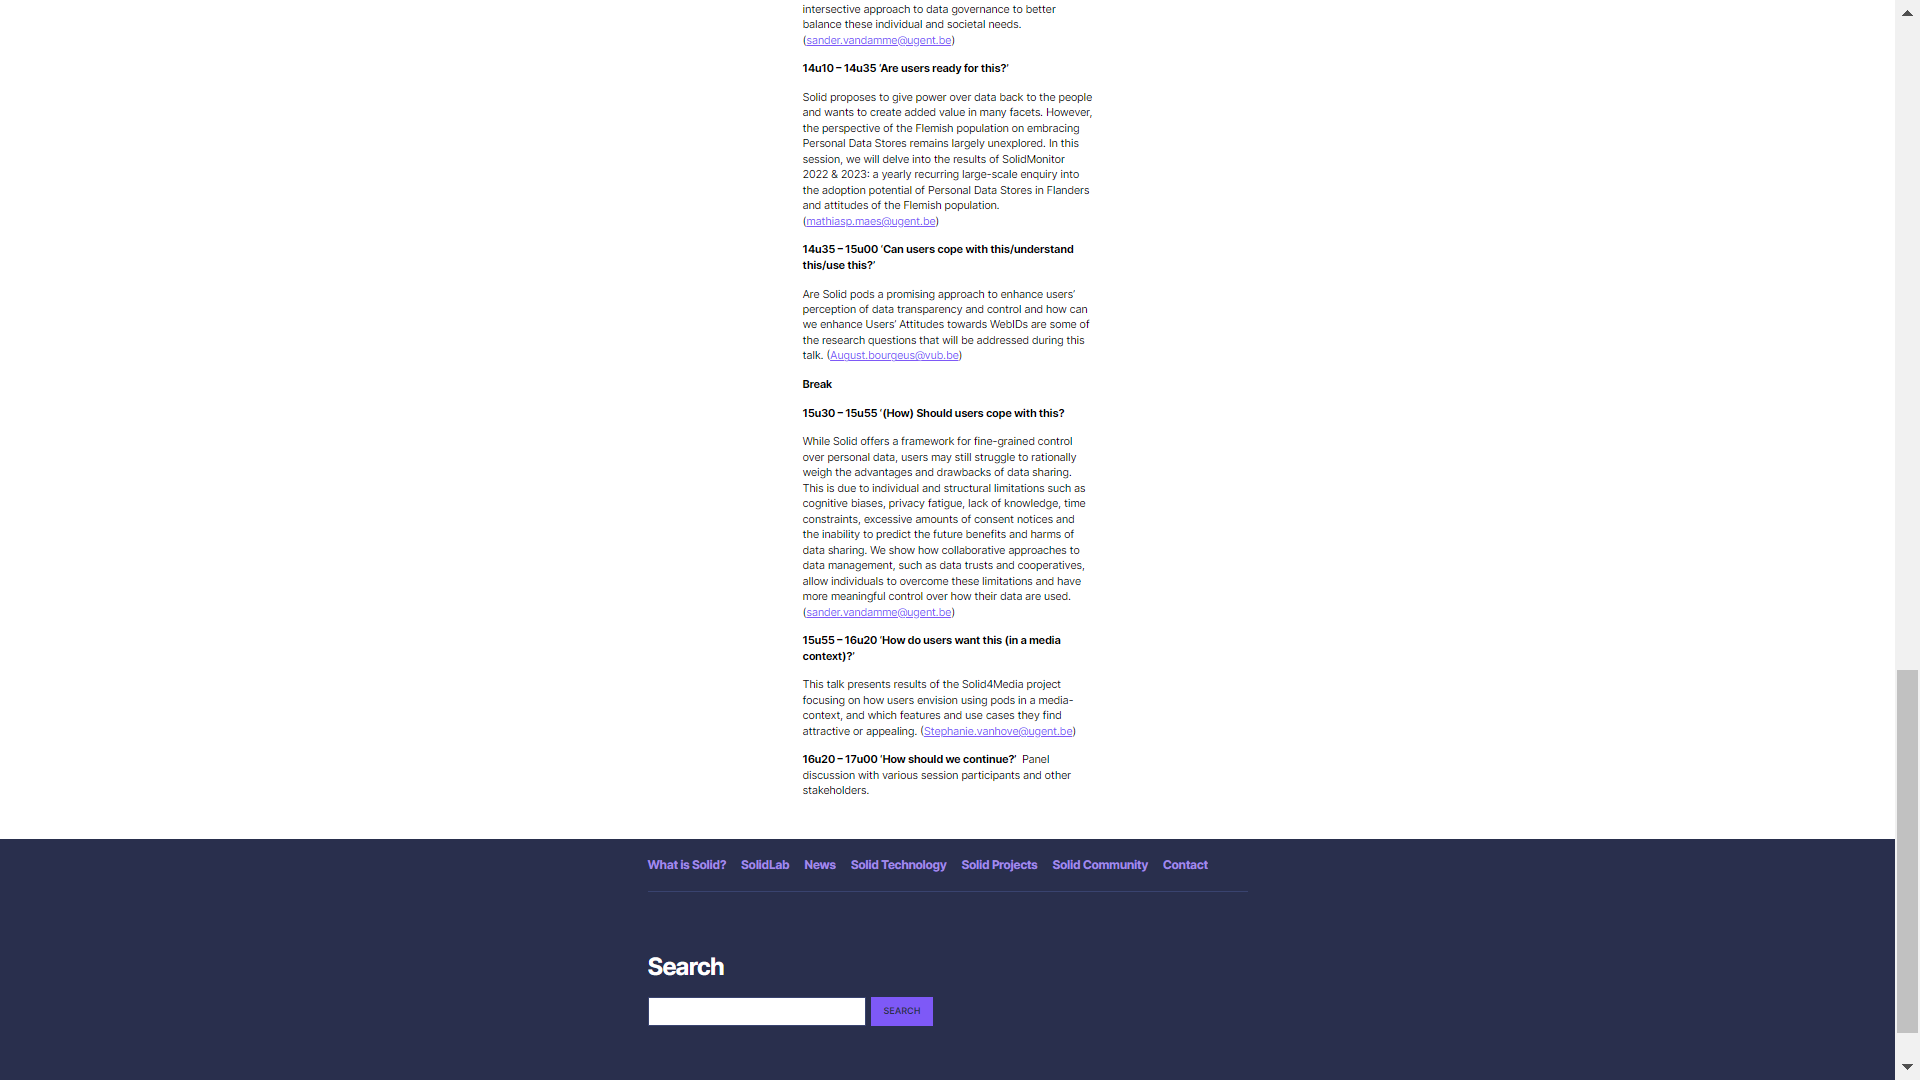 intersective approach to data governance to better
balance these individual and societal needs.
(sander.vandamme@ugent.be)
14u10 – 14u35 ‘Are users ready for this?’
Solid proposes to give power over data back to the people
and wants to create added value in many facets. However,
the perspective of the Flemish population on embracing
Personal Data Stores remains largely unexplored. In this
session, we will delve into the results of SolidMonitor
2022 & 2023: a yearly recurring large-scale enquiry into
the adoption potential of Personal Data Stores in Flanders
and attitudes of the Flemish population.
(mathiasp.maes@ugent.be)
14u35 – 15u00 ‘Can users cope with this/understand
this/use this?’
Are Solid pods a promising approach to enhance users’
perception of data transparency and control and how can
we enhance Users’ Attitudes towards WebIDs are some of
the research questions that will be addressed during this
talk. (August.bourgeus@vub.be)
Break
15u30 – 15u55 ‘(How) Should users cope with this?
While Solid offers a framework for fine-grained control
over personal data, users may still struggle to rationally
weigh the advantages and drawbacks of data sharing.
This is due to individual and structural limitations such as
cognitive biases, privacy fatigue, lack of knowledge, time
constraints, excessive amounts of consent notices and
the inability to predict the future benefits and harms of
data sharing. We show how collaborative approaches to
data management, such as data trusts and cooperatives,
allow individuals to overcome these limitations and have
more meaningful control over how their data are used.
(sander.vandamme@ugent.be)
15u55 – 16u20 ‘How do users want this (in a media
context)?’
This talk presents results of the Solid4Media project
focusing on how users envision using pods in a media-
context, and which features and use cases they find
attractive or appealing. (Stephanie.vanhove@ugent.be)
16u20 – 17u00 ‘How should we continue?’  Panel
discussion with various session participants and other
stakeholders.
What is Solid? SolidLab News Solid Technology Solid Projects Solid Community Contact
Search
SEARCH